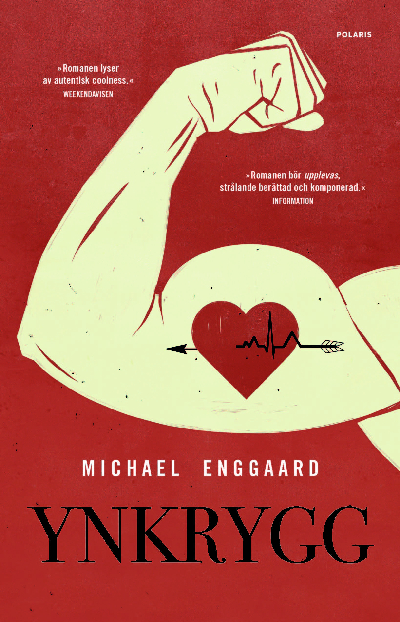 POLARIS
»Romanen lyser
av autentisk coolness.«
WEEKENDAVISEN
»Romanen bör upplevas,
strålande berättad och komponerad.«
INFORMATION
MICHAEL ENGGAARD
YNKRYGG